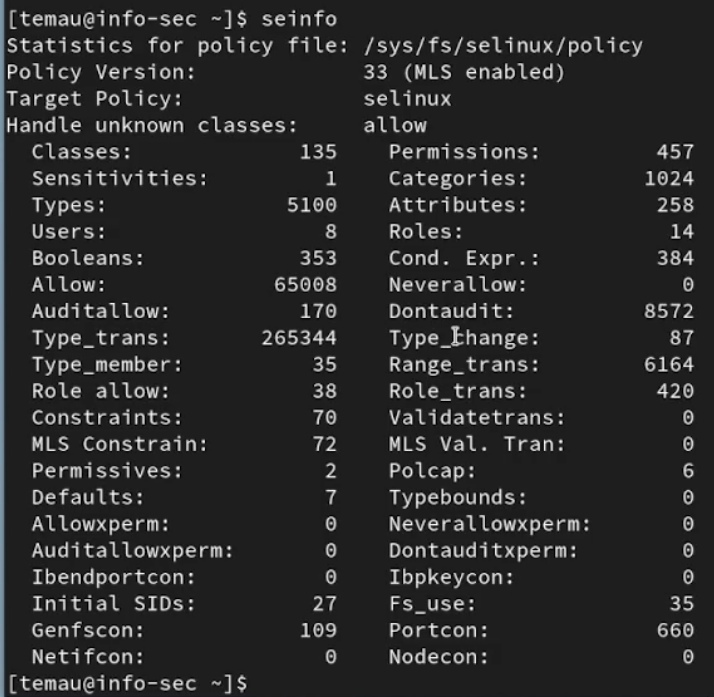 [temau@info-sec ~]$ seinfo
Statistics for policy file: /sys/fs/selinux/policy
Policy Version:             33 (MLS enabled)
Target Policy:              selinux
Handle unknown classes:     allow
  Classes:             135    Permissions:         457
  Sensitivities:         1    Categories:         1024
  Types:              5100    Attributes:          258
  Users:                 8    Roles:                14
  Booleans:            353    Cond. Expr.:         384
  Allow:             65008    Neverallow:            0
  Auditallow:          170    Dontaudit:          8572
  Type_trans:       265344    Type_change:          87
  Type_member:          35    Range_trans:        6164
  Role allow:           38    Role_trans:          420
  Constraints:          70    Validatetrans:         0
  MLS Constrain:        72    MLS Val. Tran:         0
  Permissives:           2    Polcap:                6
  Defaults:              7    Typebounds:            0
  Allowxperm:            0    Neverallowxperm:       0
  Auditallowxperm:       0    Dontauditxperm:        0
  Ibendportcon:          0    Ibpkeycon:             0
  Initial SIDs:         27    Fs_use:               35
  Genfscon:            109    Portcon:             660
  Netifcon:              0    Nodecon:               0
[temau@info-sec ~]$